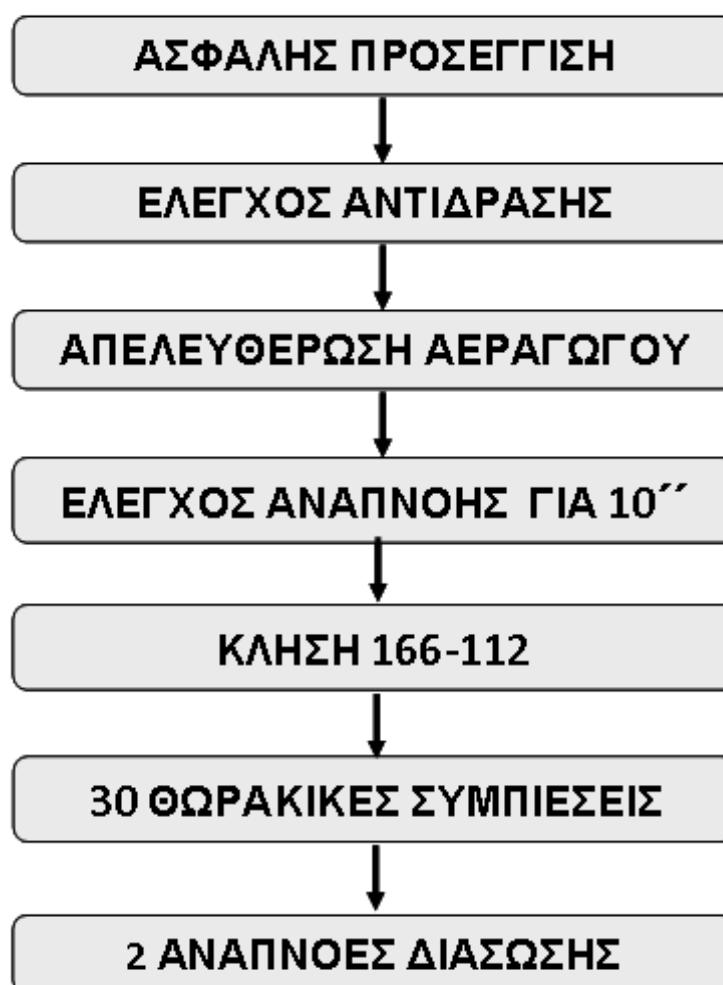 ΑΣΦΑΛΗΣ ΠΡΟΣΕΓΓΙΣΗ
ΕΛΕΓΧΟΣ ΑΝΤΙΔΡΑΣΗΣ
ΑΠΕΛΕΥΘΕΡΩΣΗ ΑΕΡΑΓΩΓΟΥ
ΕΛΕΓΧΟΣ ΑΝΑΠΝΟΗΣ ΓΙΑ 10΄΄
ΚΛΗΣΗ 166-112
30 ΘΩΡΑΚΙΚΕΣ ΣΥΜΠΙΕΣΕΙΣ
2 ΑΝΑΠΝΟΕΣ ΔΙΑΣΩΣΗΣ